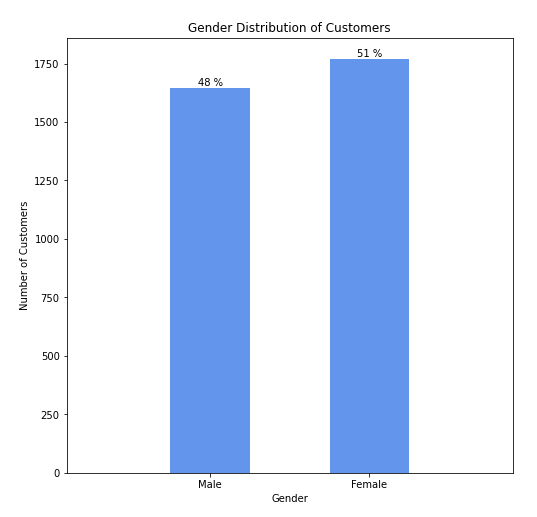 Gender Distribution of Customers
51 %
48 %
1750
1500
1250
1000
750
500
250
0
Number of Customers
Male
Female
Gender